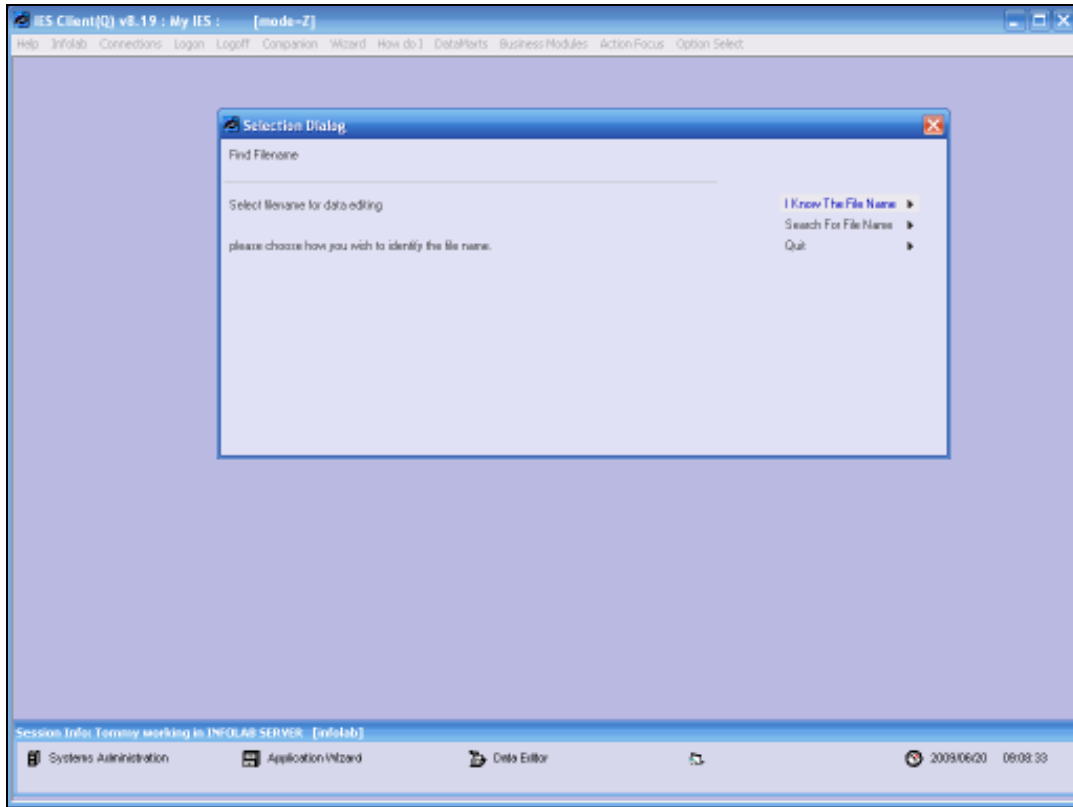 IES Client(Q) v8.19 : My IES : [mode=Z]
Help Infolab Connections Logon Logoff Companion Wizard How do I DataMarts Business Modules Action Focus Option Select
Selection Dialog
Find Filename
Select filename for data editing
please choose how you wish to identify the file name.
I Know The File Name
Search For File Name
Quit
Session Info: Tommy working in INFOLAB SERVER [infolab]
Systems Administration Application Wizard Data Editor 2009/06/20 09:08:33